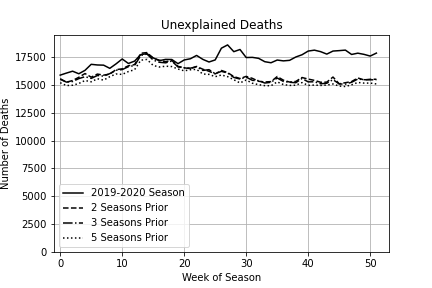 Unexplained Deaths
Number of Deaths
17500
15000
12500
10000
7500
5000
2500
0
2019-2020 Season
2 Seasons Prior
3 Seasons Prior
5 Seasons Prior
0 10 20 30 40 50
Week of Season